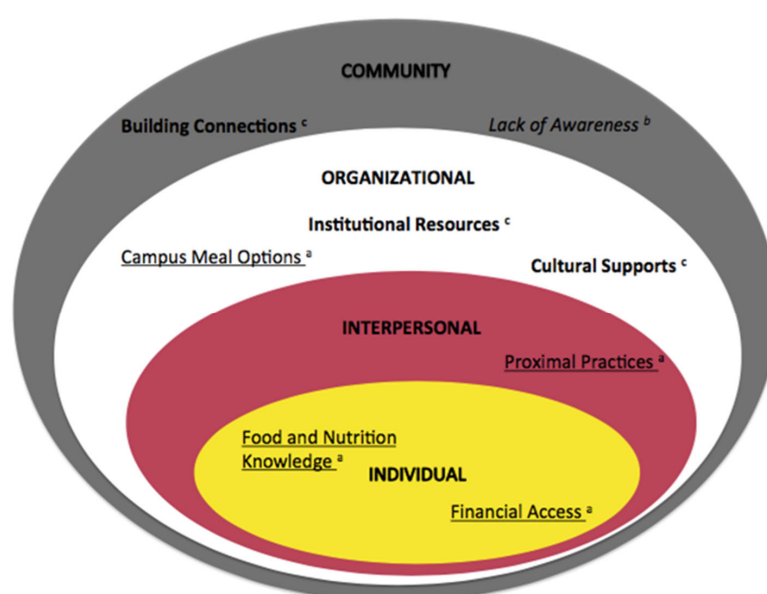 COMMUNITY
Building Connections ᶜ
Lack of Awareness ᵇ
ORGANIZATIONAL
Institutional Resources ᶜ
Campus Meal Options ᵃ
Cultural Supports ᶜ
INTERPERSONAL
Proximal Practices ᵃ
Food and Nutrition
Knowledge ᵃ
INDIVIDUAL
Financial Access ᵃ